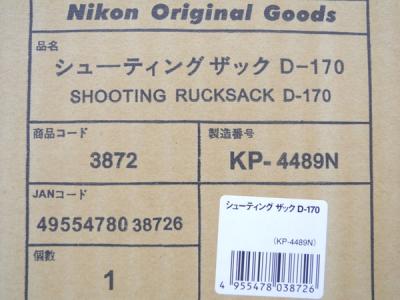 Nikon Original Goods
品名
シューティング ザック D-170
SHOOTING RUCKSACK D-170
商品コード
3872
製造番号
KP-4489N
JANコード
49554780 38726
個数
1
シューティング ザック D-170
(KP-4489N)
4 955478 038726